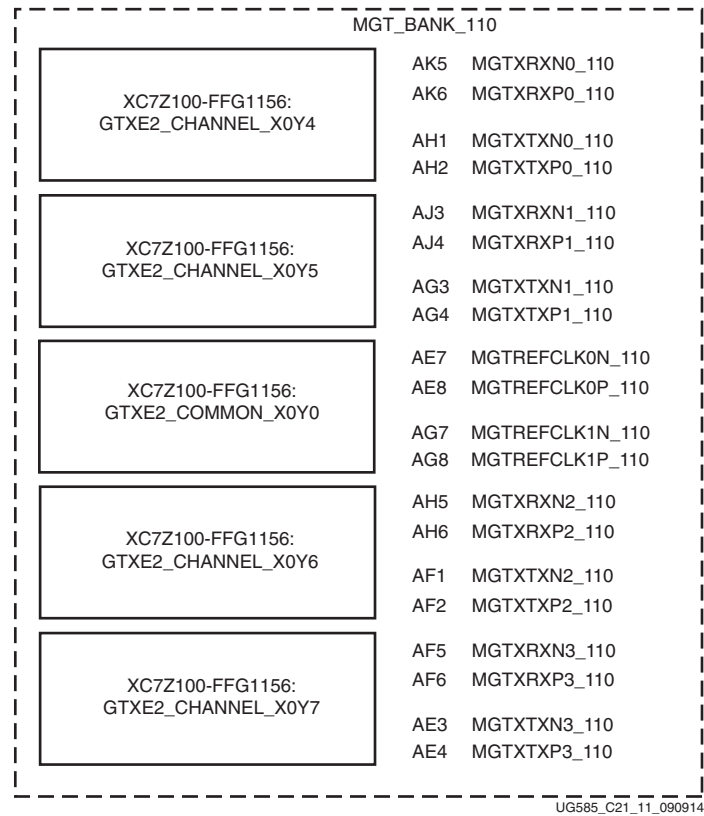 MGT_BANK_110
XC7Z100-FFG1156:
GTXE2_CHANNEL_X0Y4
AK5 MGTXRXN0_110
AK6 MGTXRXP0_110
AH1 MGTXTXN0_110
AH2 MGTXTXP0_110
XC7Z100-FFG1156:
GTXE2_CHANNEL_X0Y5
AJ3 MGTXRXN1_110
AJ4 MGTXRXP1_110
AG3 MGTXTXN1_110
AG4 MGTXTXP1_110
XC7Z100-FFG1156:
GTXE2_COMMON_X0Y0
AE7 MGTREFCLK0N_110
AE8 MGTREFCLK0P_110
AG7 MGTREFCLK1N_110
AG8 MGTREFCLK1P_110
XC7Z100-FFG1156:
GTXE2_CHANNEL_X0Y6
AH5 MGTXRXN2_110
AH6 MGTXRXP2_110
AF1 MGTXTXN2_110
AF2 MGTXTXP2_110
XC7Z100-FFG1156:
GTXE2_CHANNEL_X0Y7
AF5 MGTXRXN3_110
AF6 MGTXRXP3_110
AE3 MGTXTXN3_110
AE4 MGTXTXP3_110
UG585_C21_11_090914